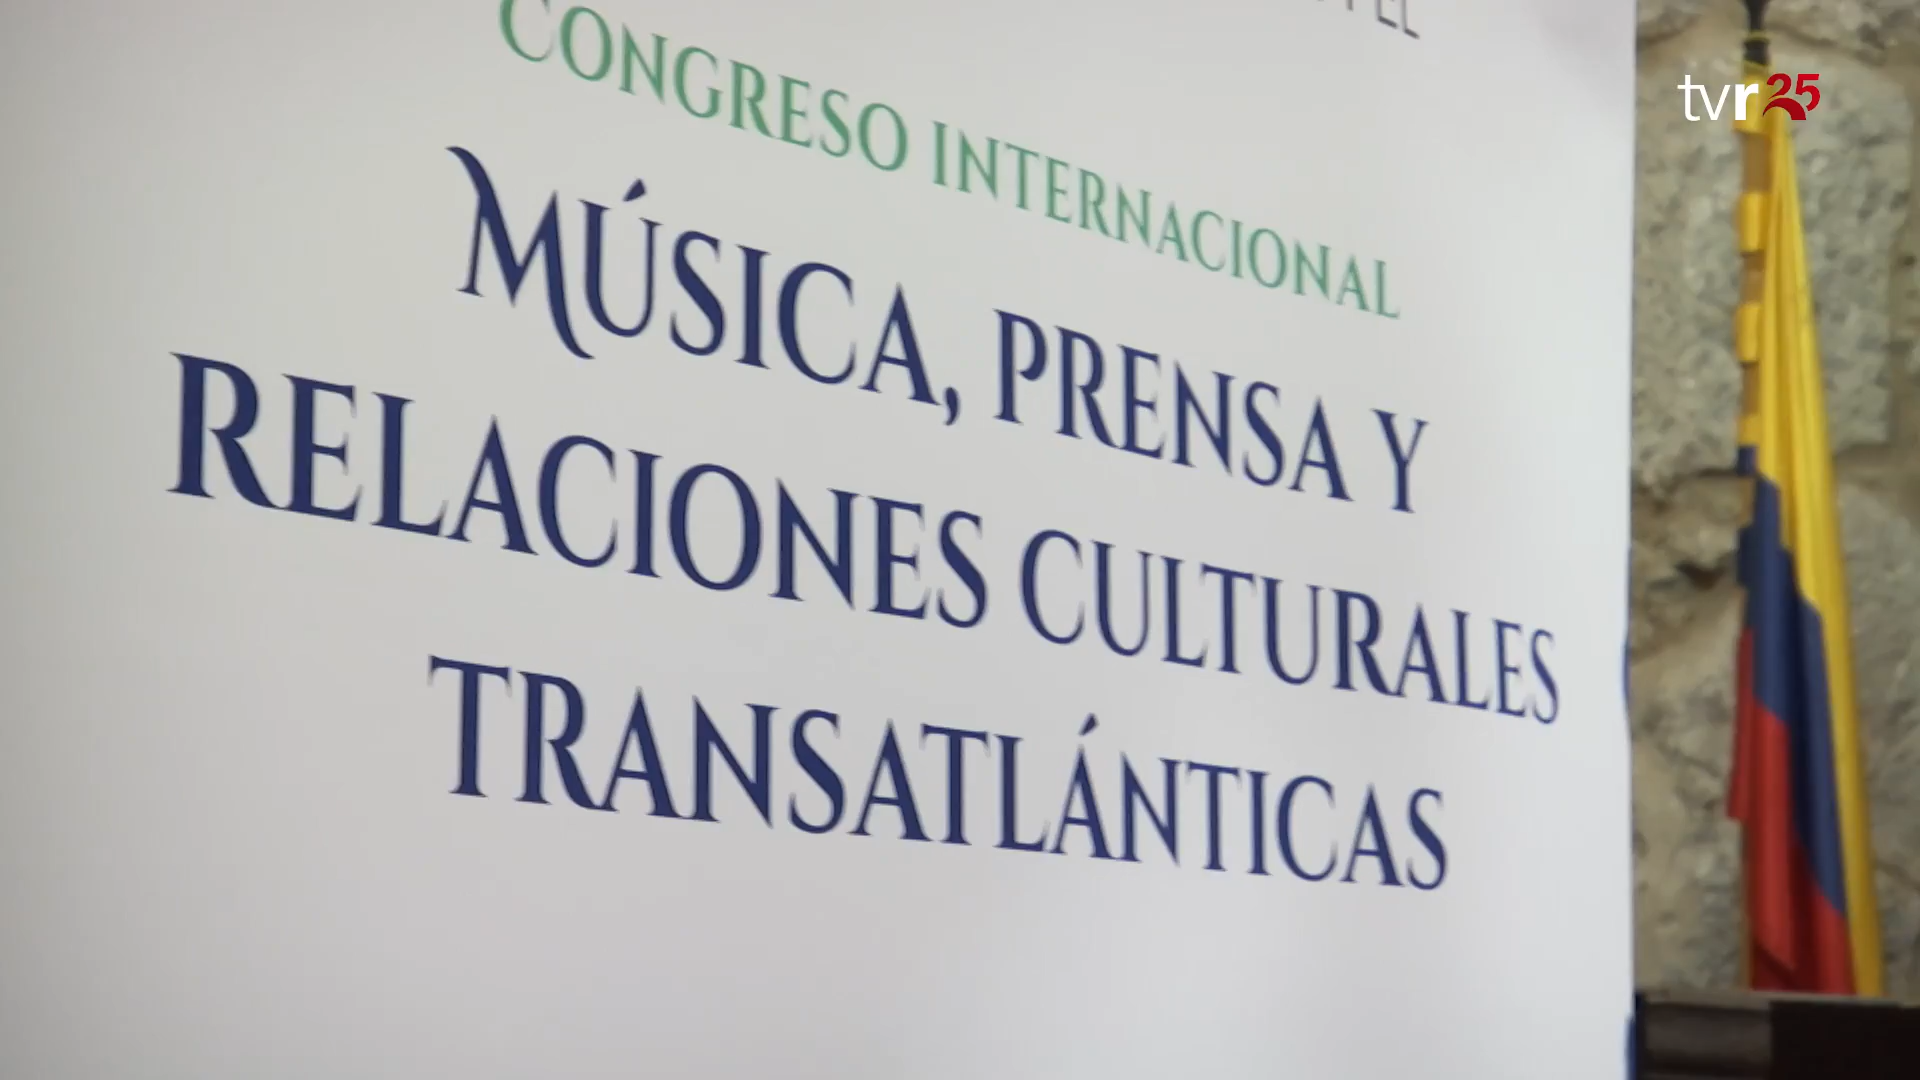 CONGRESO INTERNACIONAL
MÚSICA, PRENSA Y
RELACIONES CULTURALES
TRANSATLÁNTICAS
tvr25